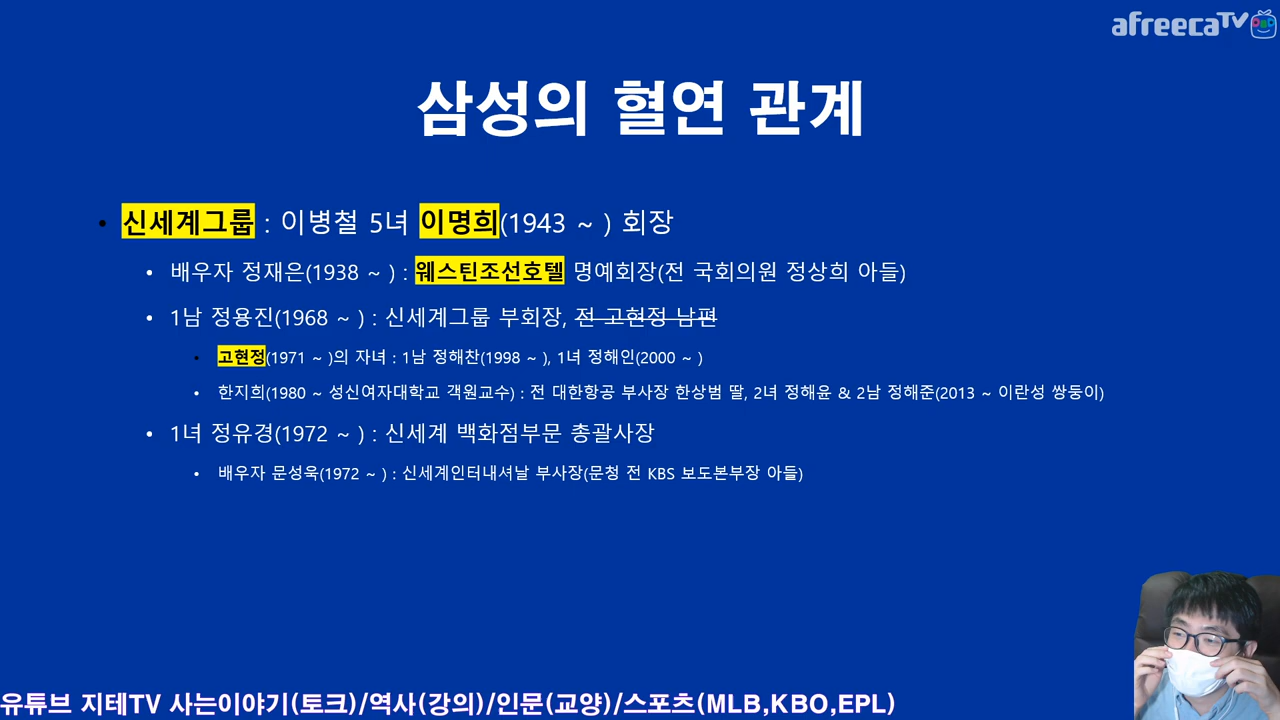 afreecaTV
삼성의 혈연 관계
• 신세계그룹 : 이병철 5녀 이명희(1943 ~ ) 회장
• 배우자 정재은(1938 ~ ) : 웨스틴조선호텔 명예회장(전 국회의원 정상희 아들)
• 1남 정용진(1968 ~ ) : 신세계그룹 부회장, 전 고현정 남편
• 고현정(1971 ~ )의 자녀 : 1남 정해찬(1998 ~ ), 1녀 정해인(2000 ~ )
• 한지희(1980 ~ 성신여자대학교 객원교수) : 전 대한항공 부사장 한상범 딸, 2녀 정해윤 & 2남 정해준(2013 ~ 이란성 쌍둥이)
• 1녀 정유경(1972 ~ ) : 신세계 백화점부문 총괄사장
• 배우자 문성욱(1972 ~ ) : 신세계인터내셔날 부사장(문청 전 KBS 보도본부장 아들)
유튜브 지테TV 사는이야기(토크)/역사(강의)/인문(교양)/스포츠(MLB,KBO,EPL)